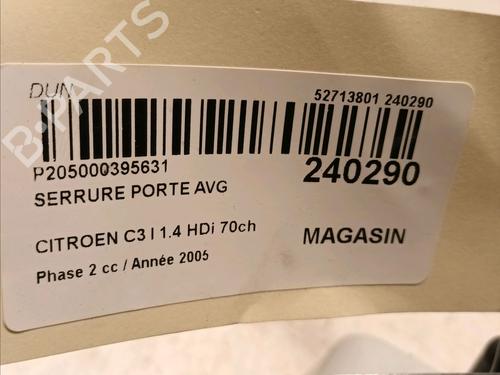 DUN
52713801 240290
P205000395631
240290
SERRURE PORTE AVG
CITROEN C3 I 1.4 HDi 70ch
MAGASIN
Phase 2 cc / Année 2005
B-PARTS